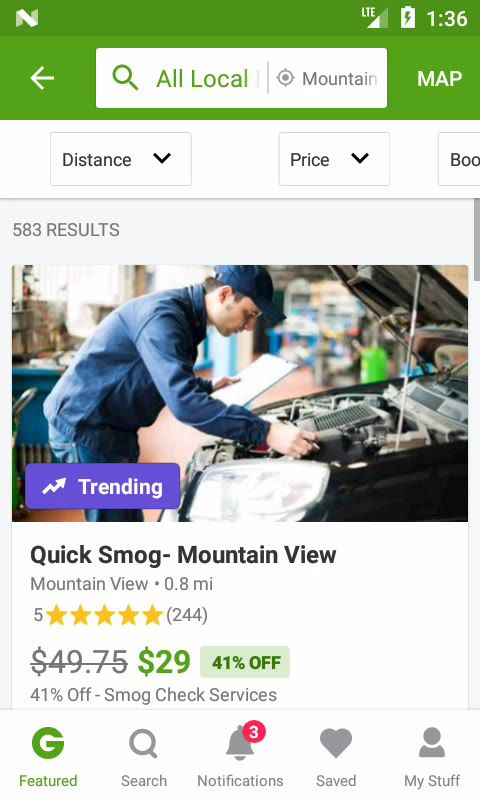 LTE 1:36
All Local Mountain MAP
Distance Price Boo
583 RESULTS
Trending
Quick Smog- Mountain View
Mountain View • 0.8 mi
5 (244)
$49.75 $29 41% OFF
41% Off - Smog Check Services
3
Featured Search Notifications Saved My Stuff